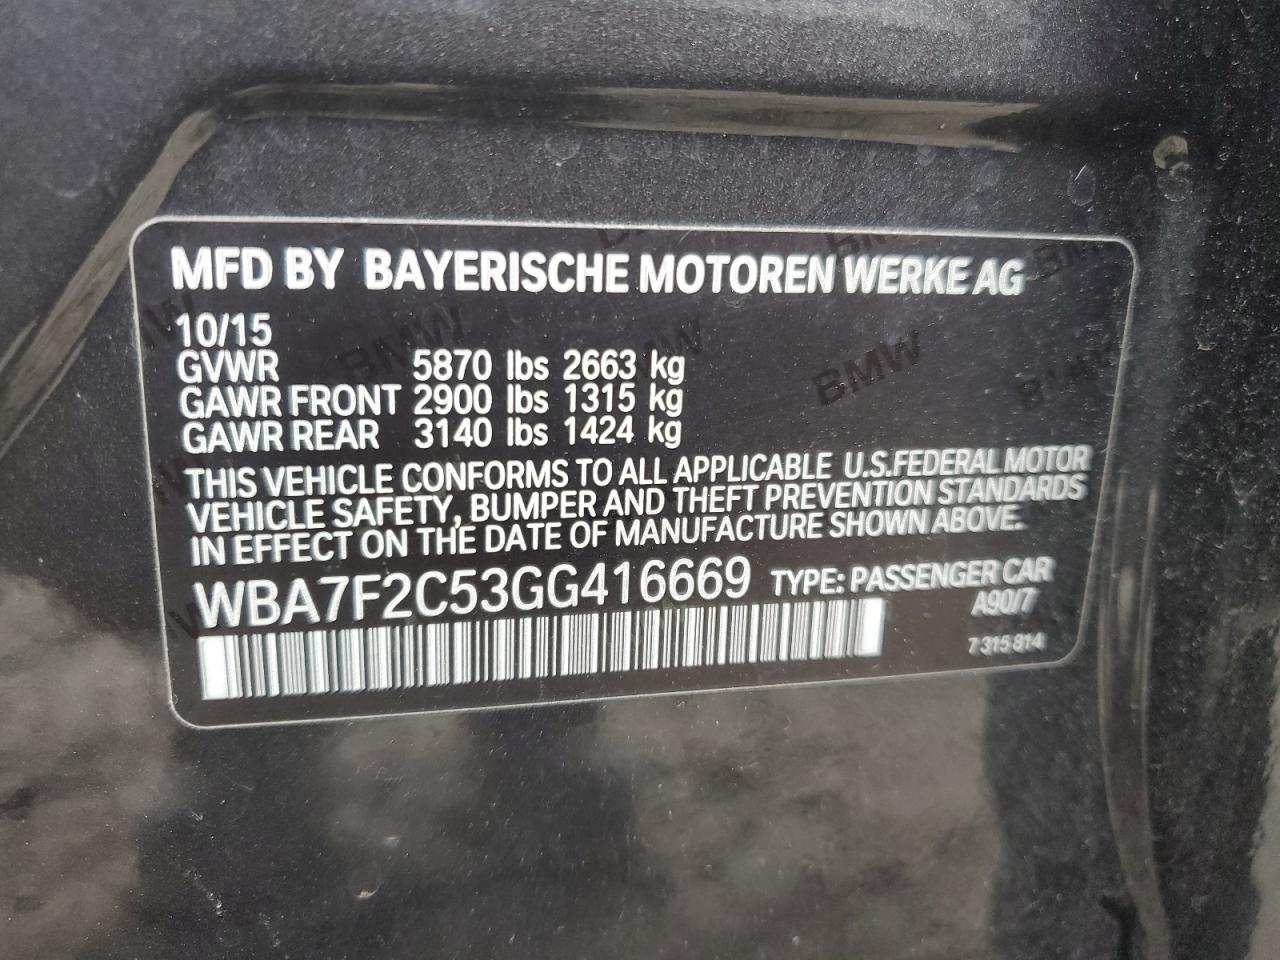 MFD BY BAYERISCHE MOTOREN WERKE AG
10/15
GVWR 5870 lbs 2663 kg
GAWR FRONT 2900 lbs 1315 kg
GAWR REAR 3140 lbs 1424 kg
THIS VEHICLE CONFORMS TO ALL APPLICABLE U.S.FEDERAL MOTOR
VEHICLE SAFETY, BUMPER AND THEFT PREVENTION STANDARDS
IN EFFECT ON THE DATE OF MANUFACTURE SHOWN ABOVE.
WBA7F2C53GG416669 TYPE: PASSENGER CAR
A90/7
7 315 814
BMW
BMW
BMW